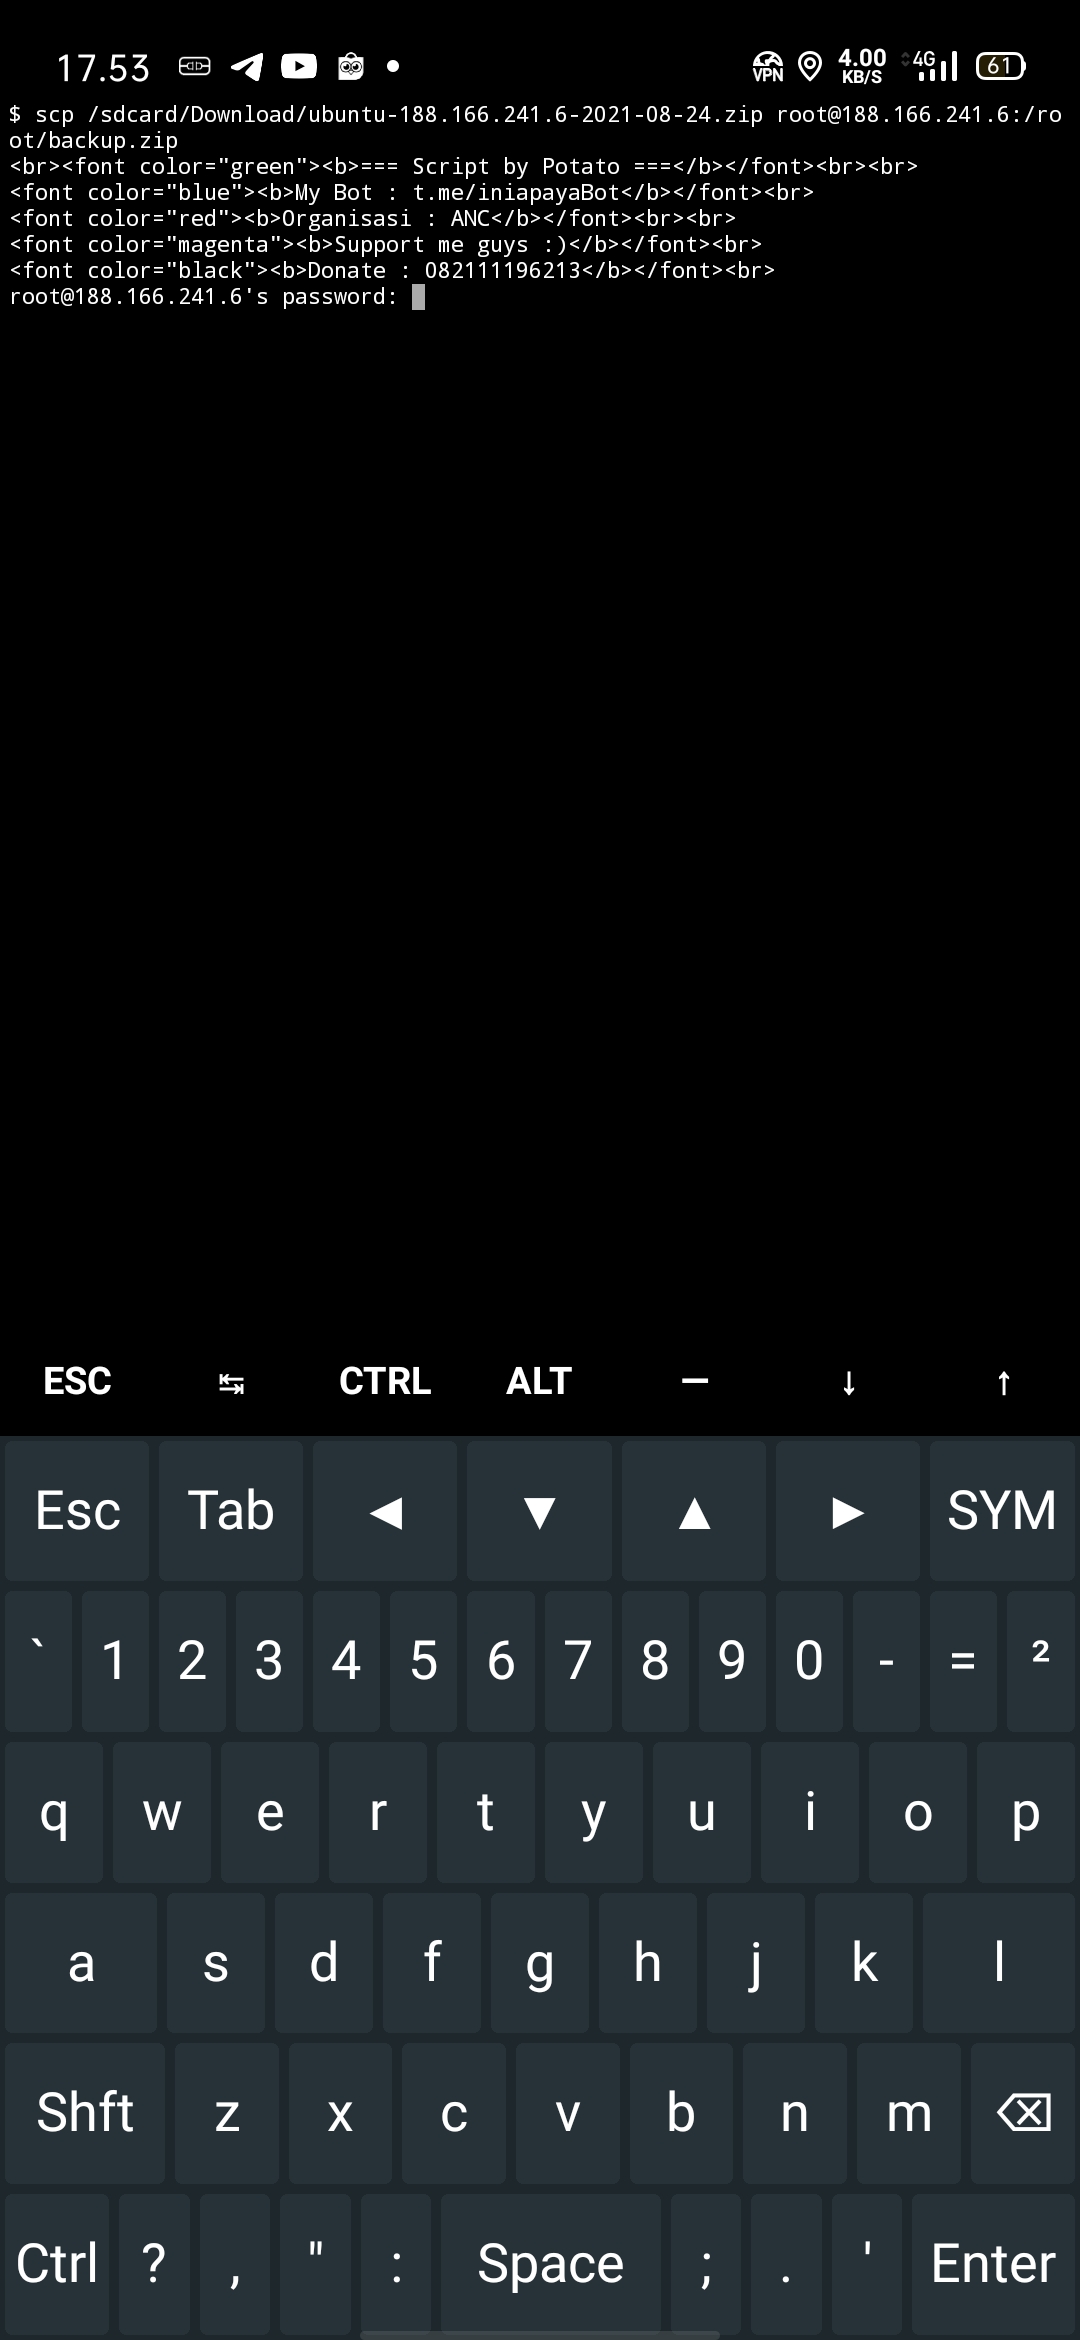 17.53 VPN 4.00 KB/S 4G 61
$ scp /sdcard/Download/ubuntu-188.166.241.6-2021-08-24.zip root@188.166.241.6:/ro
ot/backup.zip
<br><font color="green"><b>=== Script by Potato ===</b></font><br><br>
<font color="blue"><b>My Bot : t.me/iniapayaBot</b></font><br>
<font color="red"><b>Organisasi : ANC</b></font><br><br>
<font color="magenta"><b>Support me guys :)</b></font><br>
<font color="black"><b>Donate : 082111196213</b></font><br>
root@188.166.241.6's password:
ESC ↹ CTRL ALT — ↓ ↑
Esc Tab ◀ ▼ ▲ ▶ SYM
` 1 2 3 4 5 6 7 8 9 0 - = ²
q w e r t y u i o p
a s d f g h j k l
Shft z x c v b n m ⌫
Ctrl ? , " : Space ; . ' Enter